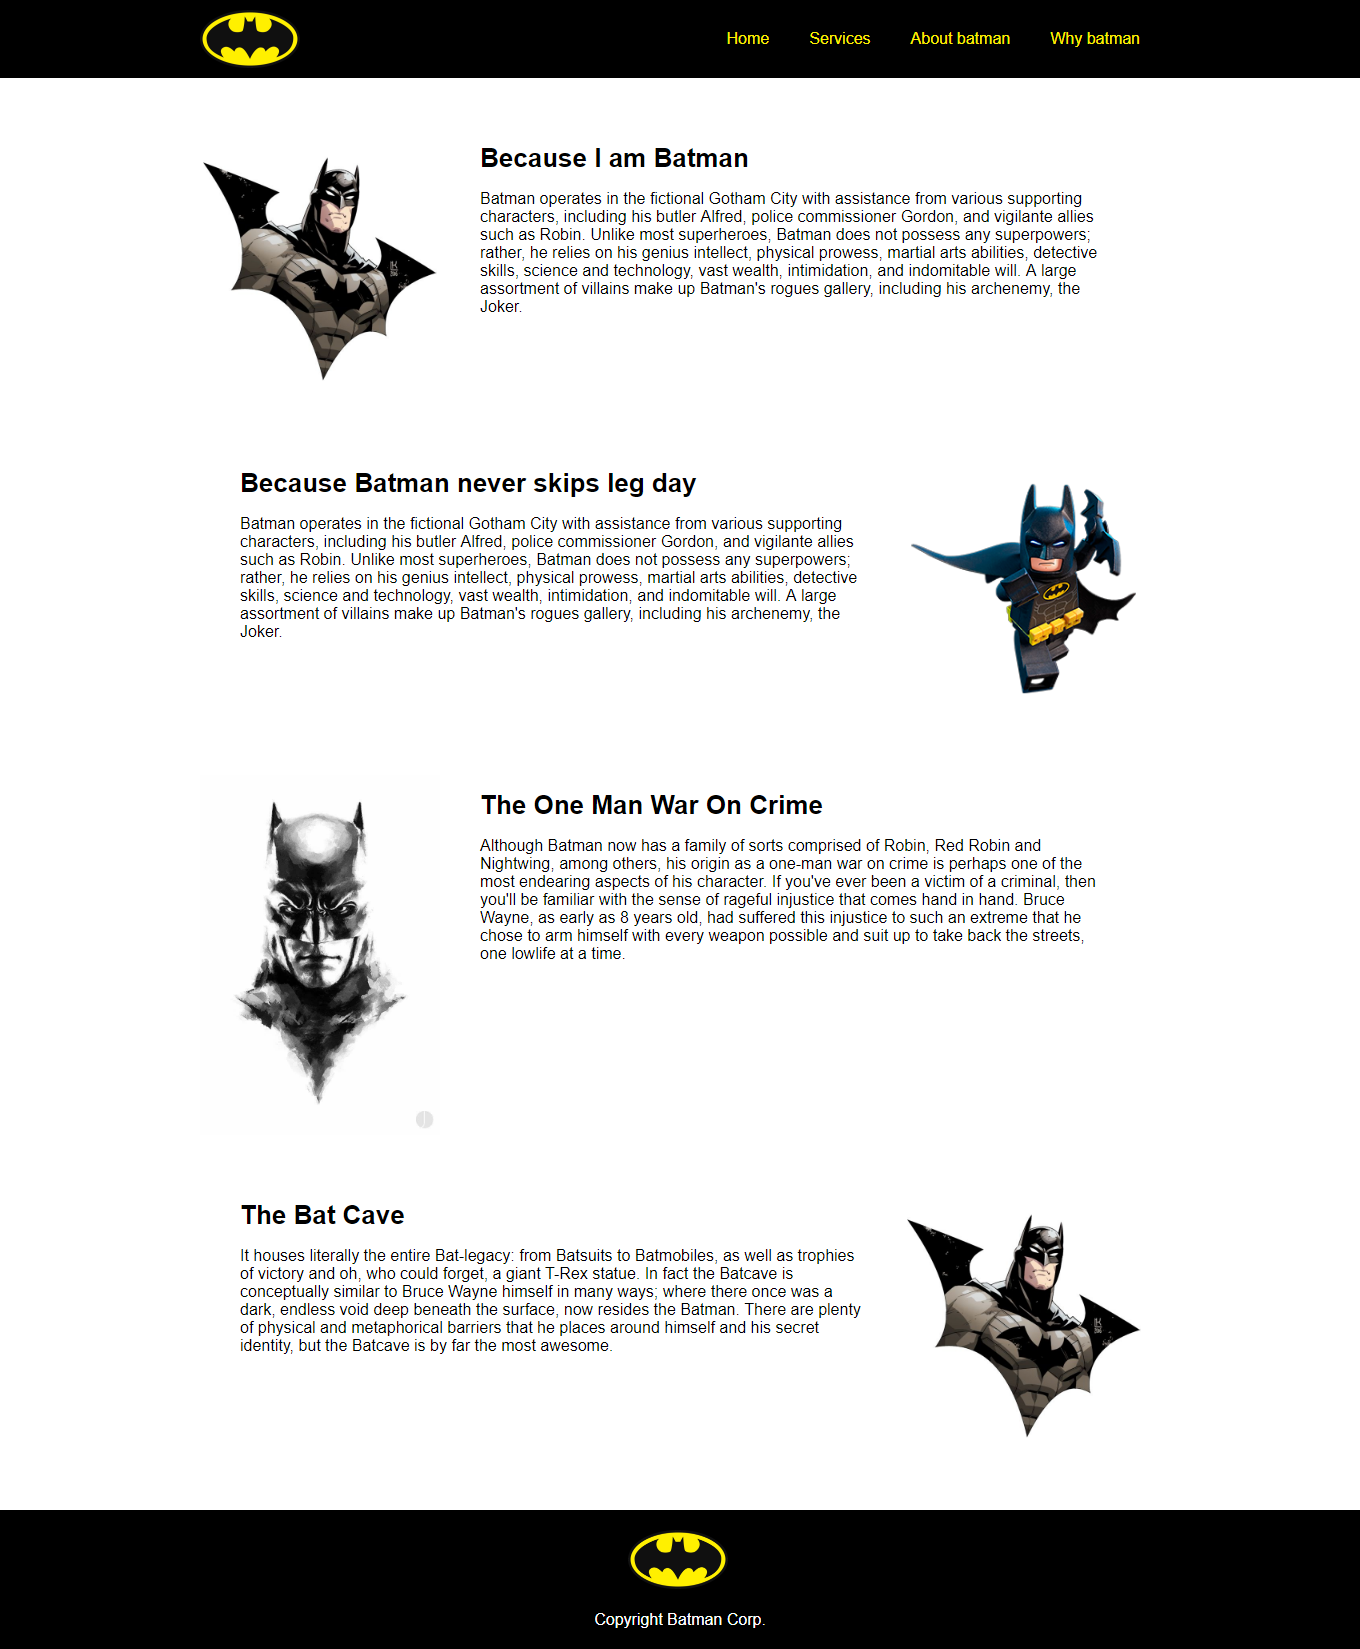 Home Services About batman Why batman
Because I am Batman
Batman operates in the fictional Gotham City with assistance from various supporting
characters, including his butler Alfred, police commissioner Gordon, and vigilante allies
such as Robin. Unlike most superheroes, Batman does not possess any superpowers;
rather, he relies on his genius intellect, physical prowess, martial arts abilities, detective
skills, science and technology, vast wealth, intimidation, and indomitable will. A large
assortment of villains make up Batman's rogues gallery, including his archenemy, the
Joker.
Because Batman never skips leg day
Batman operates in the fictional Gotham City with assistance from various supporting
characters, including his butler Alfred, police commissioner Gordon, and vigilante allies
such as Robin. Unlike most superheroes, Batman does not possess any superpowers;
rather, he relies on his genius intellect, physical prowess, martial arts abilities, detective
skills, science and technology, vast wealth, intimidation, and indomitable will. A large
assortment of villains make up Batman's rogues gallery, including his archenemy, the
Joker.
The One Man War On Crime
Although Batman now has a family of sorts comprised of Robin, Red Robin and
Nightwing, among others, his origin as a one-man war on crime is perhaps one of the
most endearing aspects of his character. If you've ever been a victim of a criminal, then
you'll be familiar with the sense of rageful injustice that comes hand in hand. Bruce
Wayne, as early as 8 years old, had suffered this injustice to such an extreme that he
chose to arm himself with every weapon possible and suit up to take back the streets,
one lowlife at a time.
The Bat Cave
It houses literally the entire Bat-legacy: from Batsuits to Batmobiles, as well as trophies
of victory and oh, who could forget, a giant T-Rex statue. In fact the Batcave is
conceptually similar to Bruce Wayne himself in many ways; where there once was a
dark, endless void deep beneath the surface, now resides the Batman. There are plenty
of physical and metaphorical barriers that he places around himself and his secret
identity, but the Batcave is by far the most awesome.
Copyright Batman Corp.